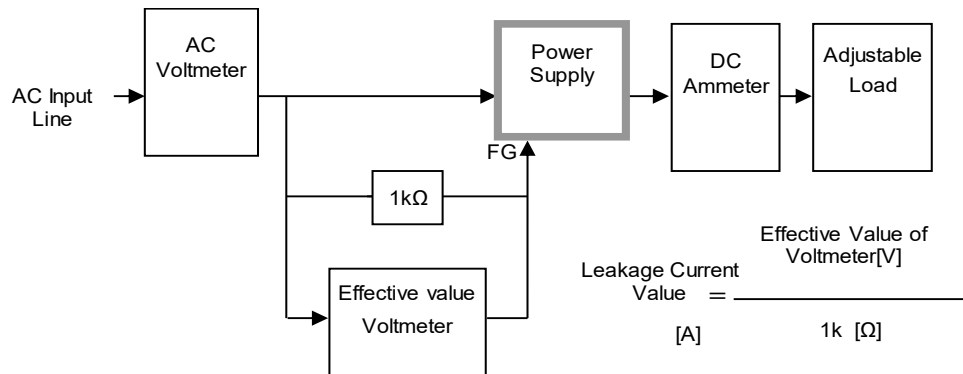 AC
Voltmeter
AC Input
Line
Power
Supply
DC
Ammeter
Adjustable
Load
FG
1kΩ
Effective value
Voltmeter
Leakage Current
Value
[A]
=
Effective Value of
Voltmeter[V]
1k [Ω]